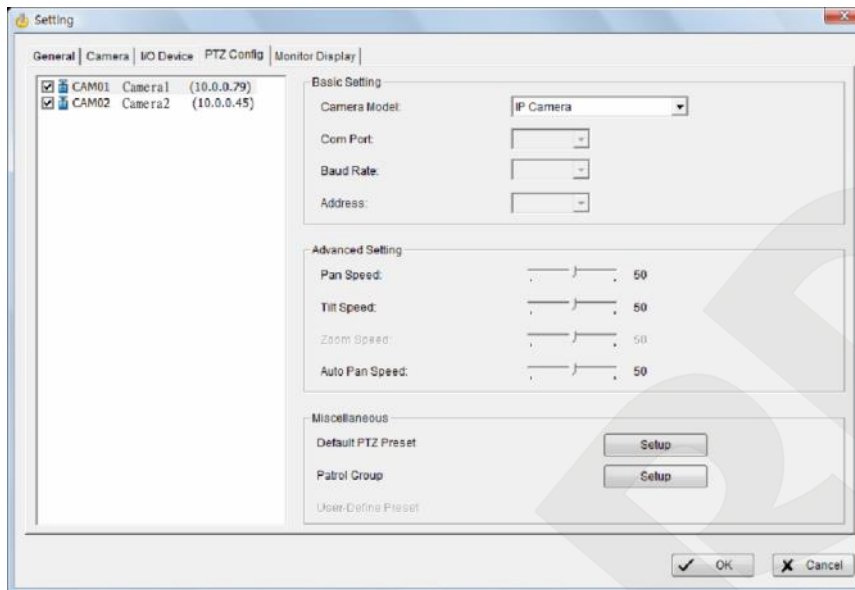 Setting
General Camera I/O Device PTZ Config Monitor Display
CAM01 Camera1 (10.0.0.79)
CAM02 Camera2 (10.0.0.45)
Basic Setting
Camera Model: IP Camera
Com Port:
Baud Rate:
Address:
Advanced Setting
Pan Speed: 50
Tilt Speed: 50
Zoom Speed: 50
Auto Pan Speed: 50
Miscellaneous
Default PTZ Preset Setup
Patrol Group Setup
User-Define Preset
OK Cancel